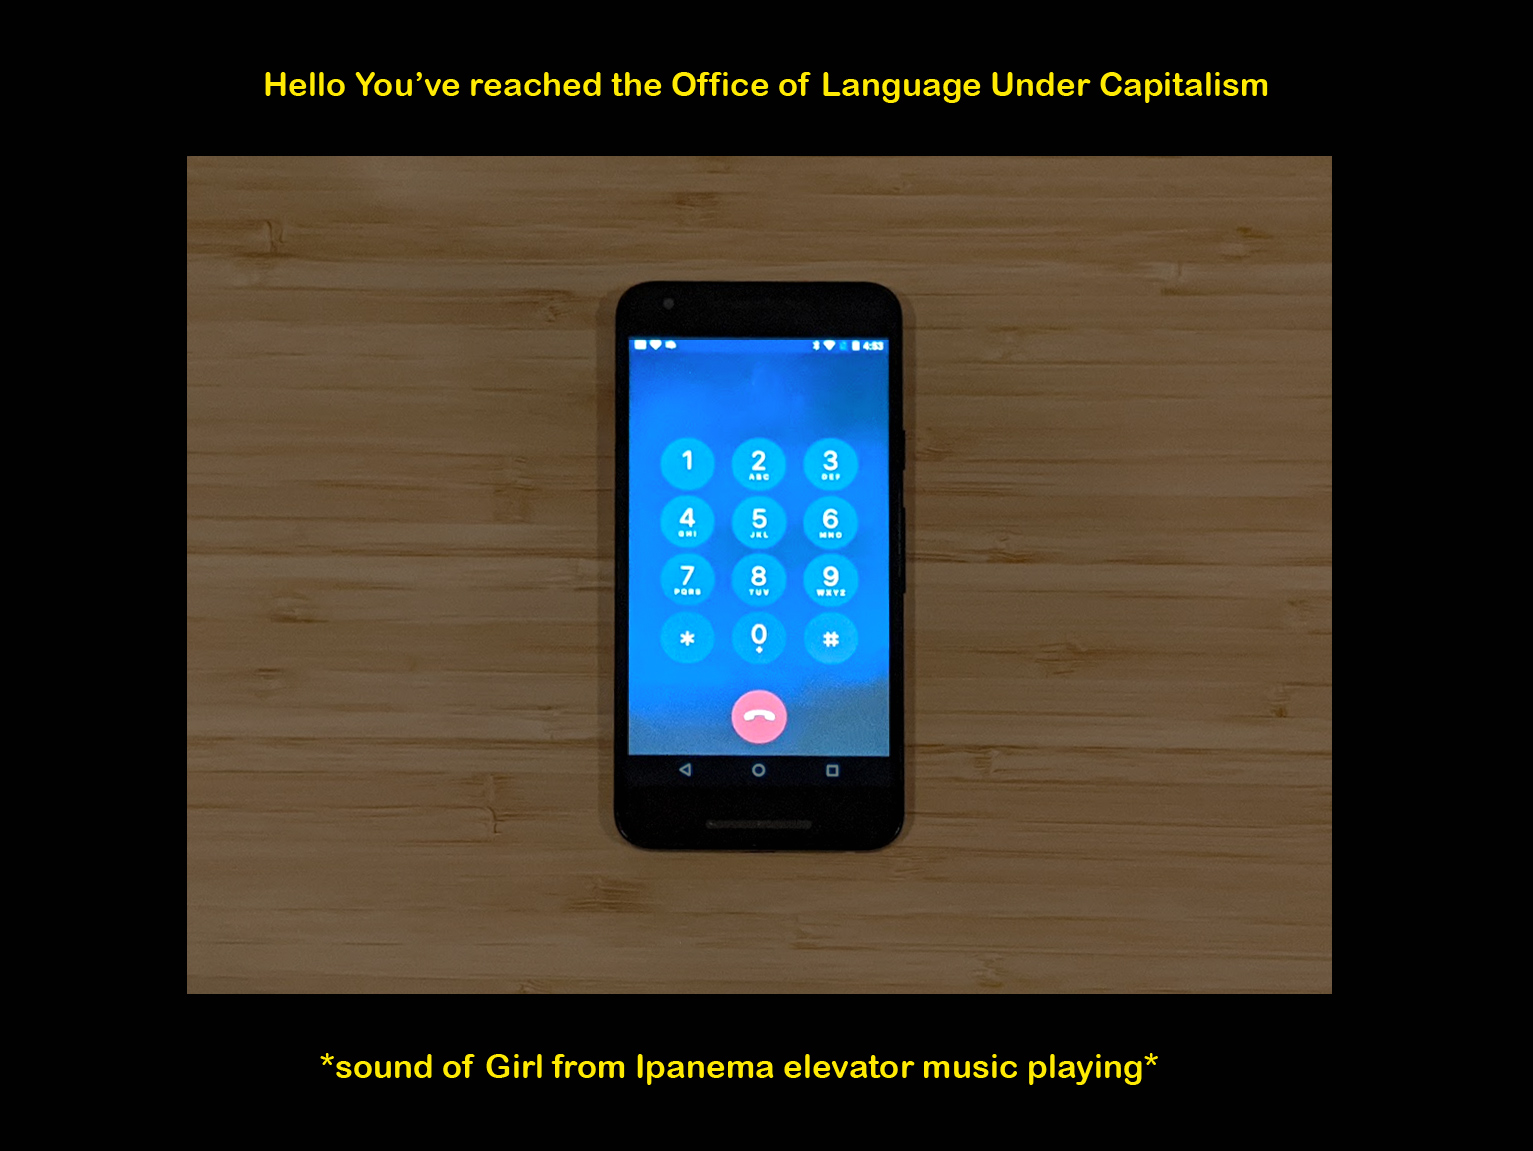 Hello You’ve reached the Office of Language Under Capitalism
4:53
1 2 3
ABC DEF
4 5 6
GHI JKL MNO
7 8 9
PQRS TUV WXYZ
* 0 #
+
*sound of Girl from Ipanema elevator music playing*